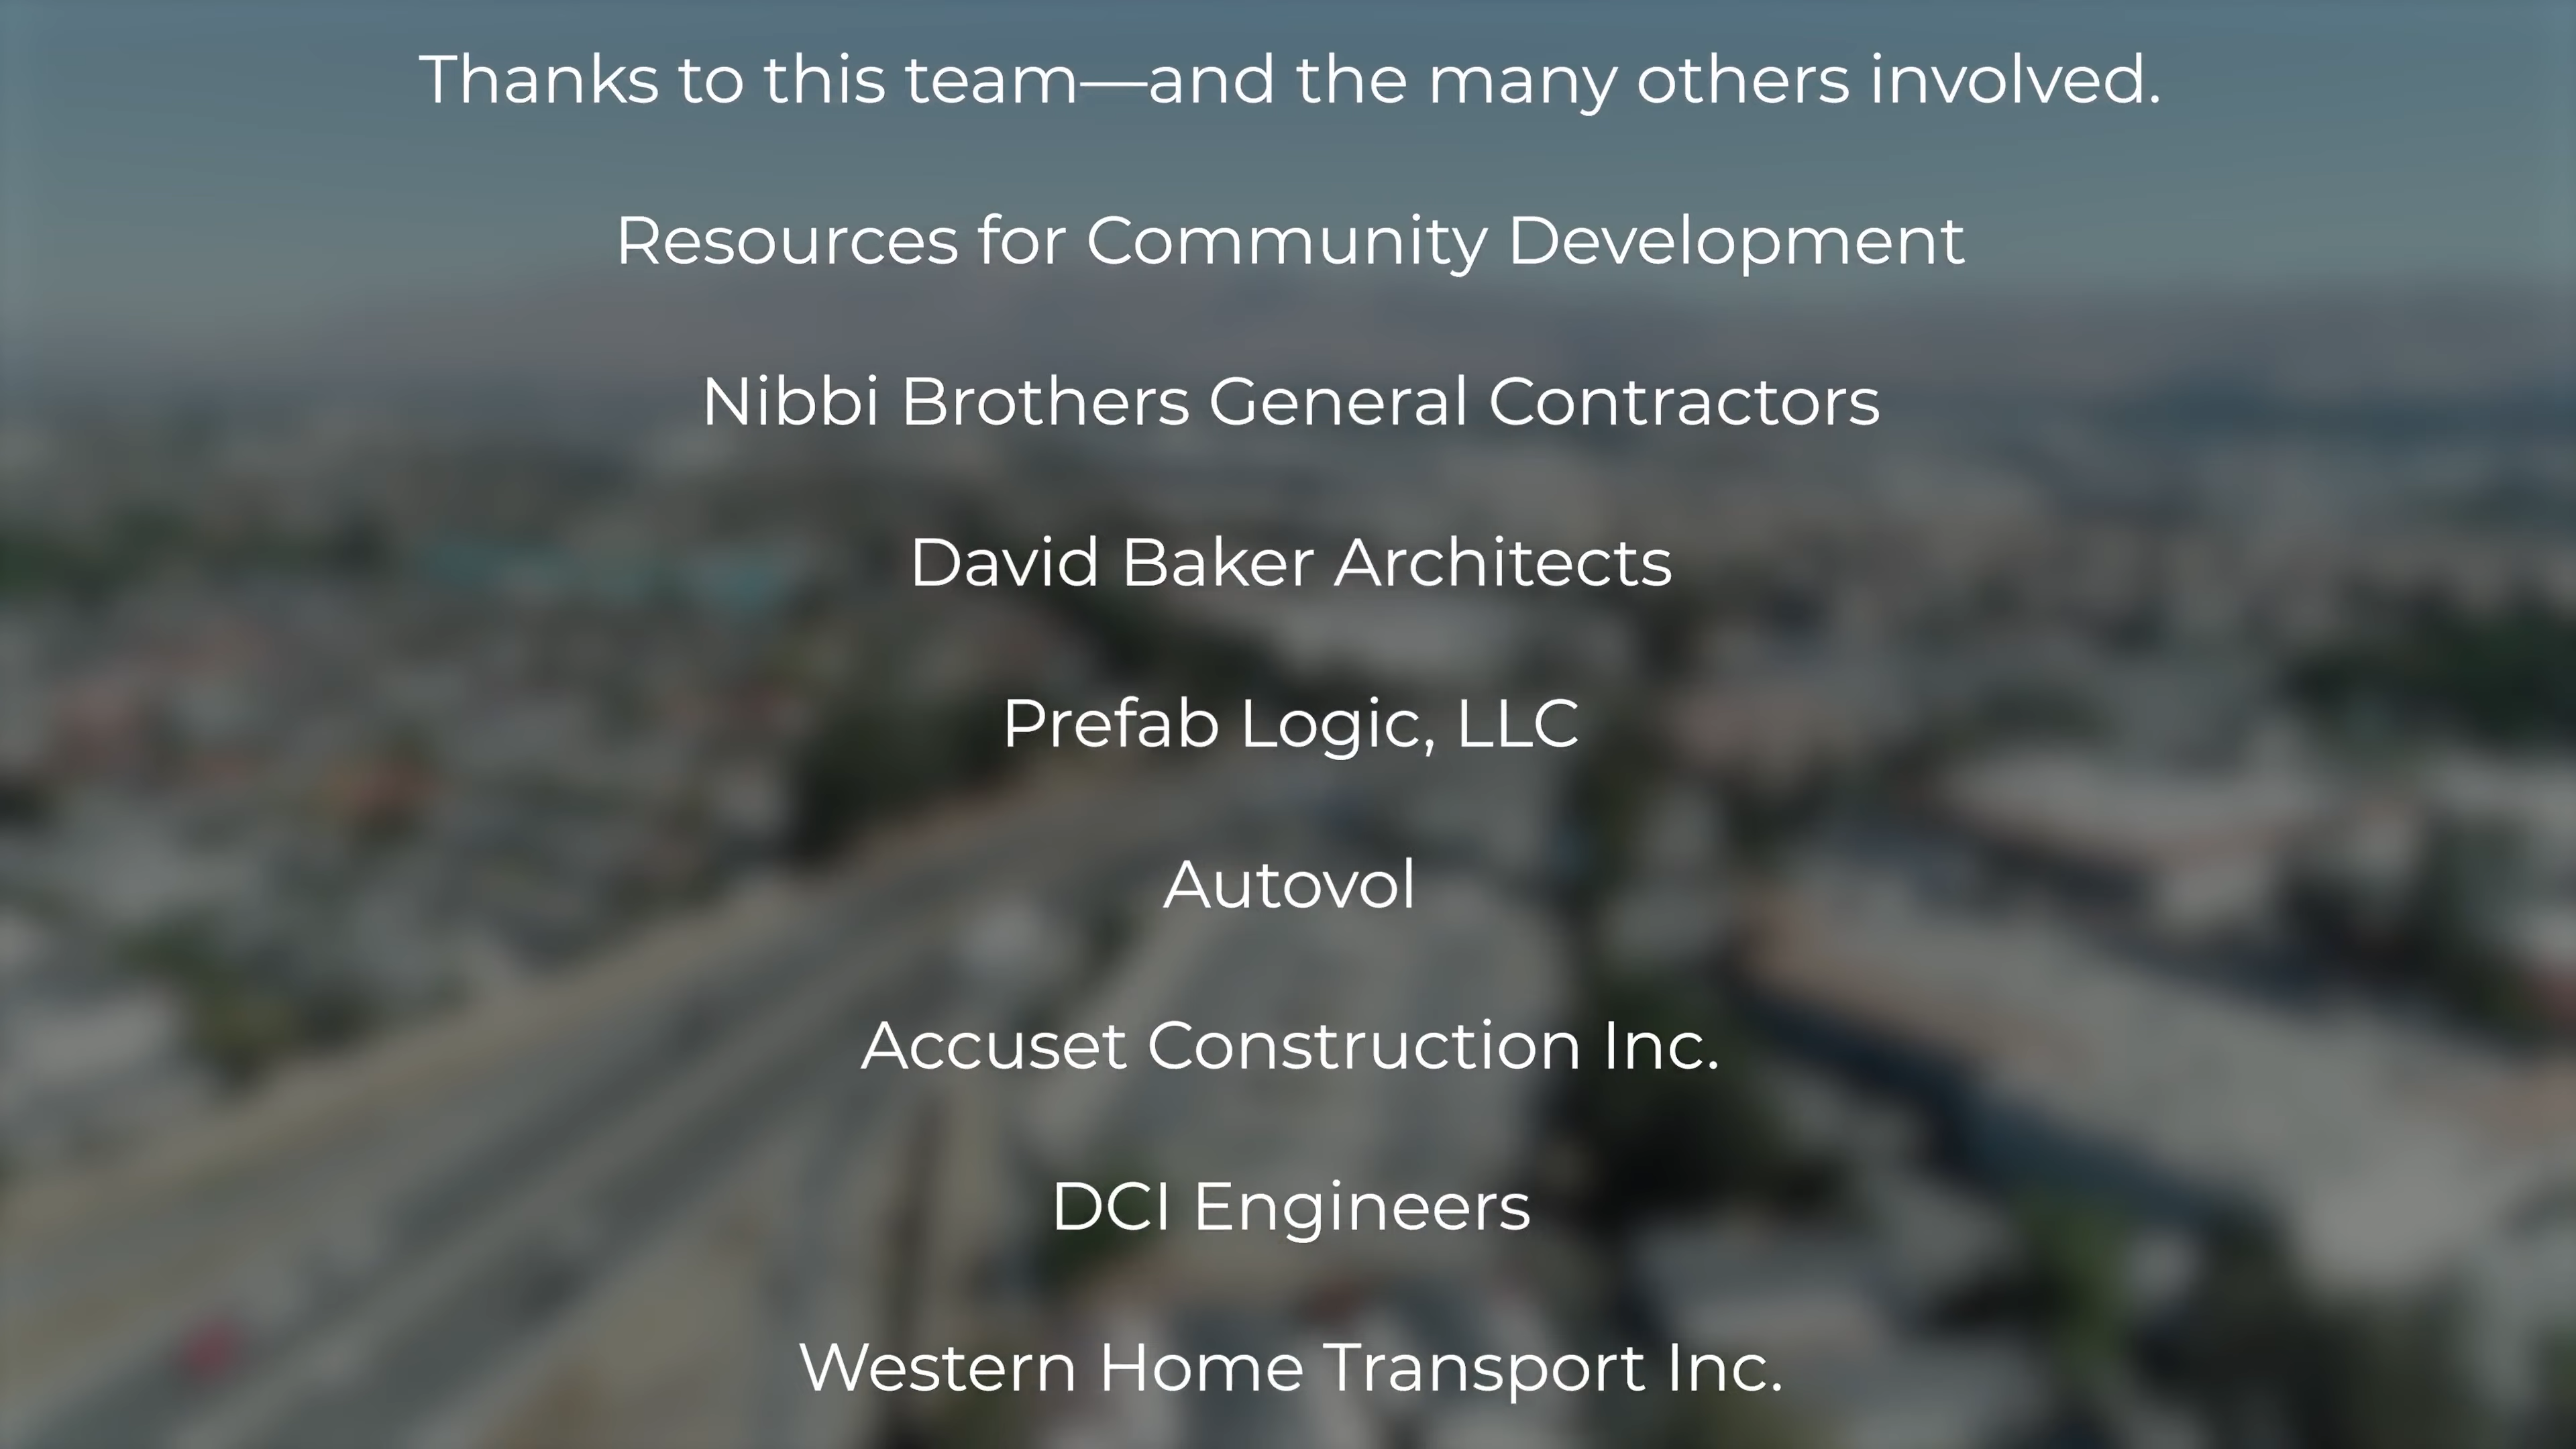 Thanks to this team—and the many others involved.
Resources for Community Development
Nibbi Brothers General Contractors
David Baker Architects
Prefab Logic, LLC
Autovol
Accuset Construction Inc.
DCI Engineers
Western Home Transport Inc.